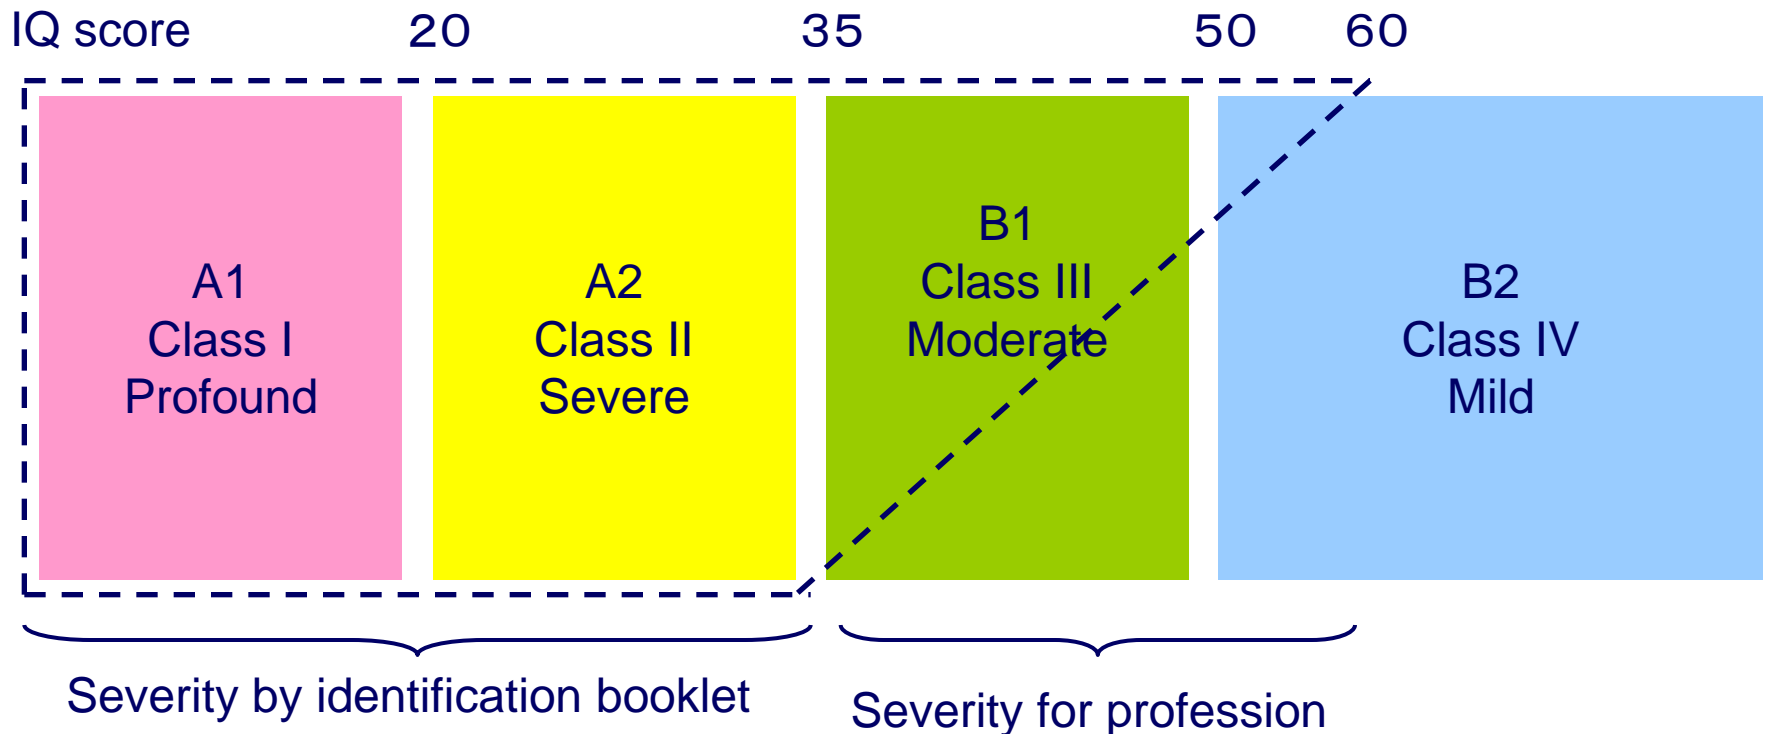 IQ score 20 35 50 60
A1
Class I
Profound
A2
Class II
Severe
B1
Class III
Moderate
B2
Class IV
Mild
Severity by identification booklet
Severity for profession